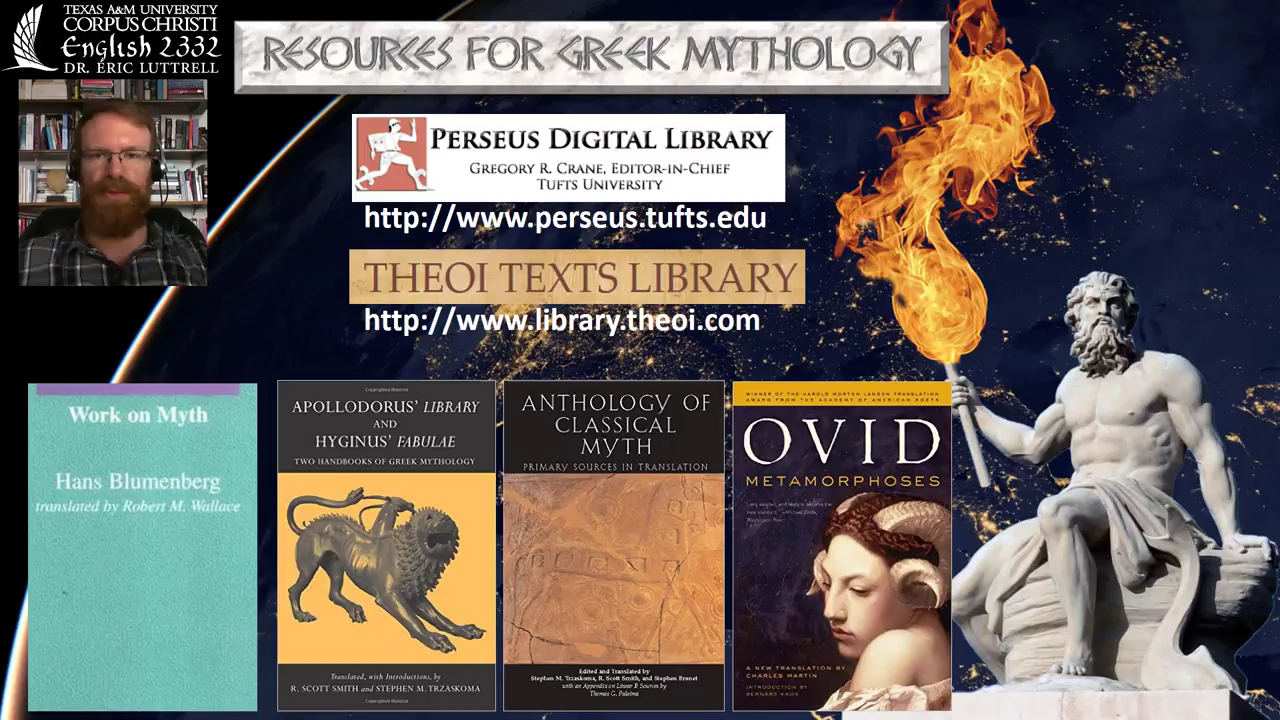 TEXAS A&M UNIVERSITY
CORPUS CHRISTI
English 2332
DR. ERIC LUTTRELL
RESOURCES FOR GREEK MYTHOLOGY
PERSEUS DIGITAL LIBRARY
GREGORY R. CRANE, EDITOR-IN-CHIEF
TUFTS UNIVERSITY
http://www.perseus.tufts.edu
THEOI TEXTS LIBRARY
http://www.library.theoi.com
Work on Myth
Hans Blumenberg
translated by Robert M. Wallace
Copyrighted Material
APOLLODORUS' LIBRARY
AND
HYGINUS' FABULAE
TWO HANDBOOKS OF GREEK MYTHOLOGY
Translated, with Introductions, by
R. SCOTT SMITH and STEPHEN M. TRZASKOMA
Copyrighted Material
ANTHOLOGY OF
CLASSICAL
MYTH
PRIMARY SOURCES IN TRANSLATION
Edited and Translated by
Stephen M. Trzaskoma, R. Scott Smith, and Stephen Brunet
with an Appendix on Linear B Sources by
Thomas G. Palaima
WINNER OF THE HAROLD MORTON LANDON TRANSLATION
AWARD FROM THE ACADEMY OF AMERICAN POETS
OVID
METAMORPHOSES
A NEW TRANSLATION BY
CHARLES MARTIN
INTRODUCTION BY
BERNARD KNOX